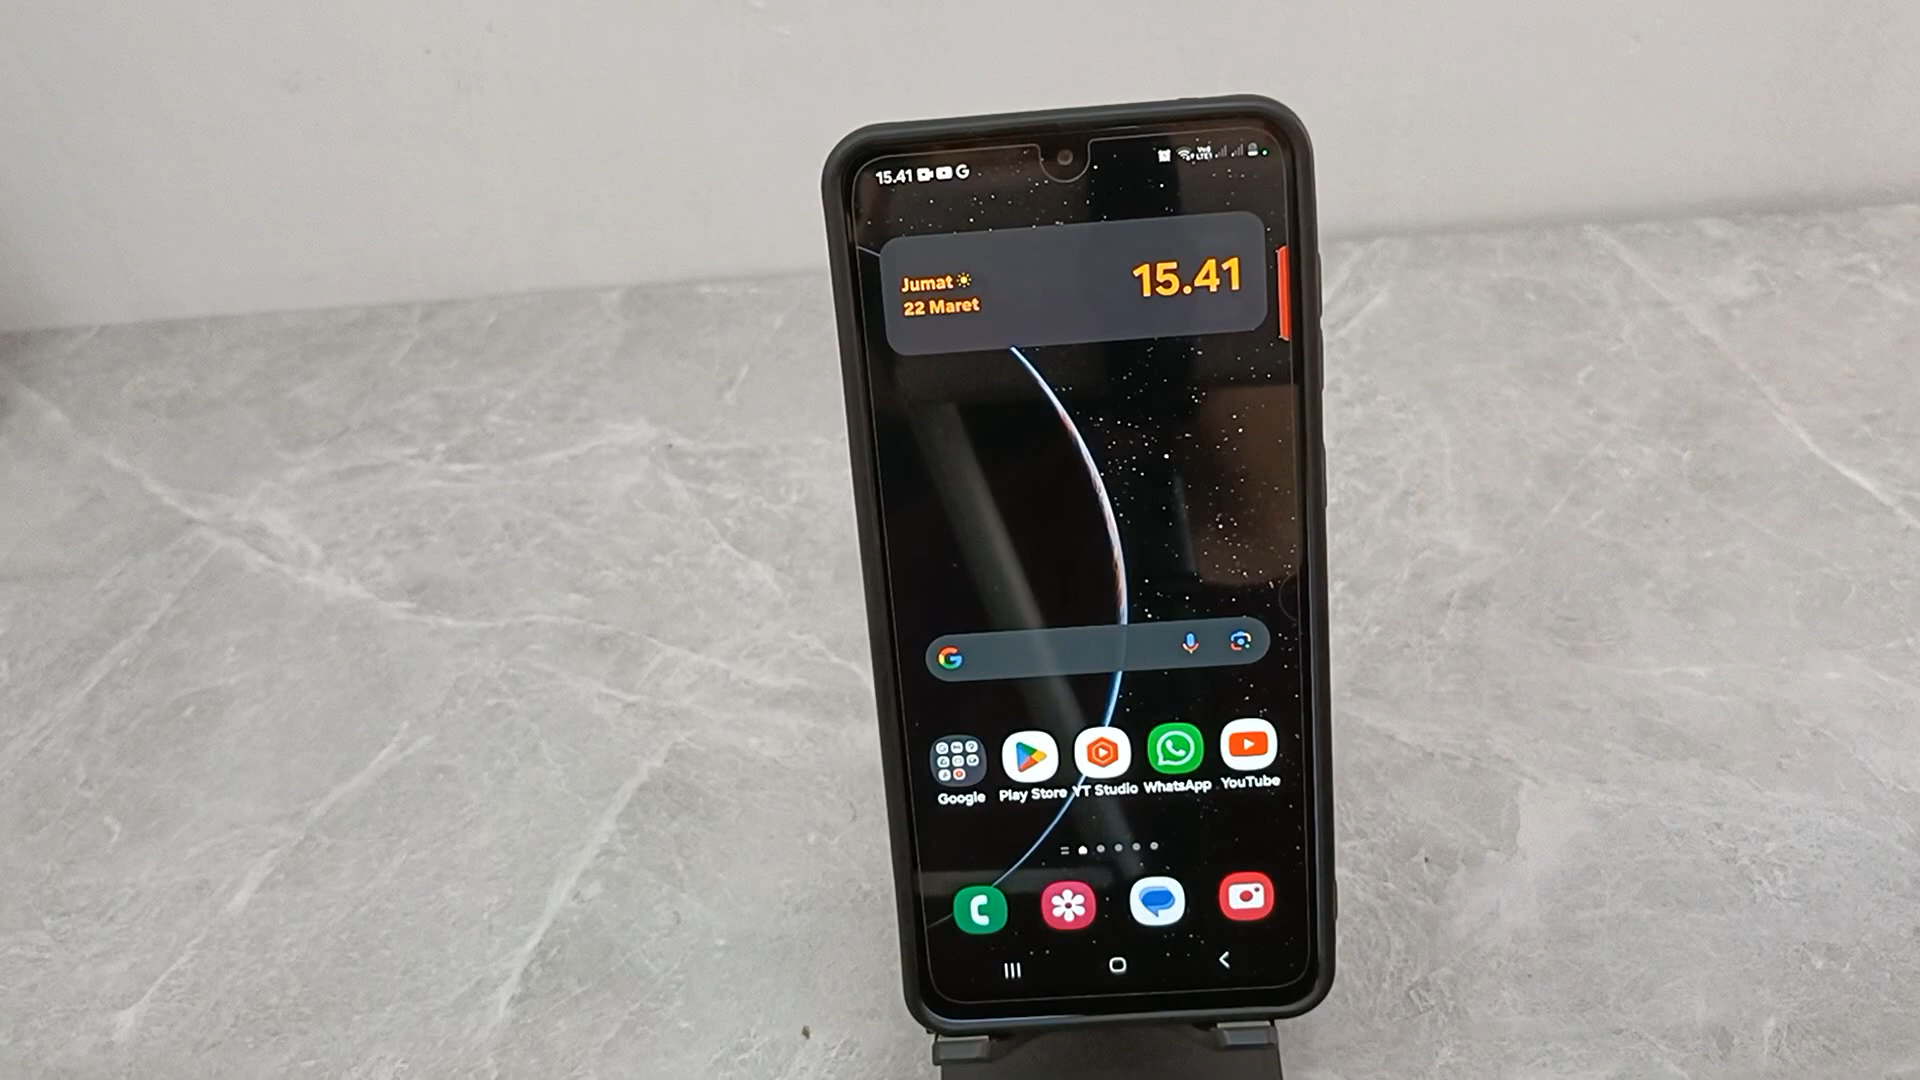 15.41
Jumat
22 Maret
15.41
Google
Play Store
YT Studio
WhatsApp
YouTube